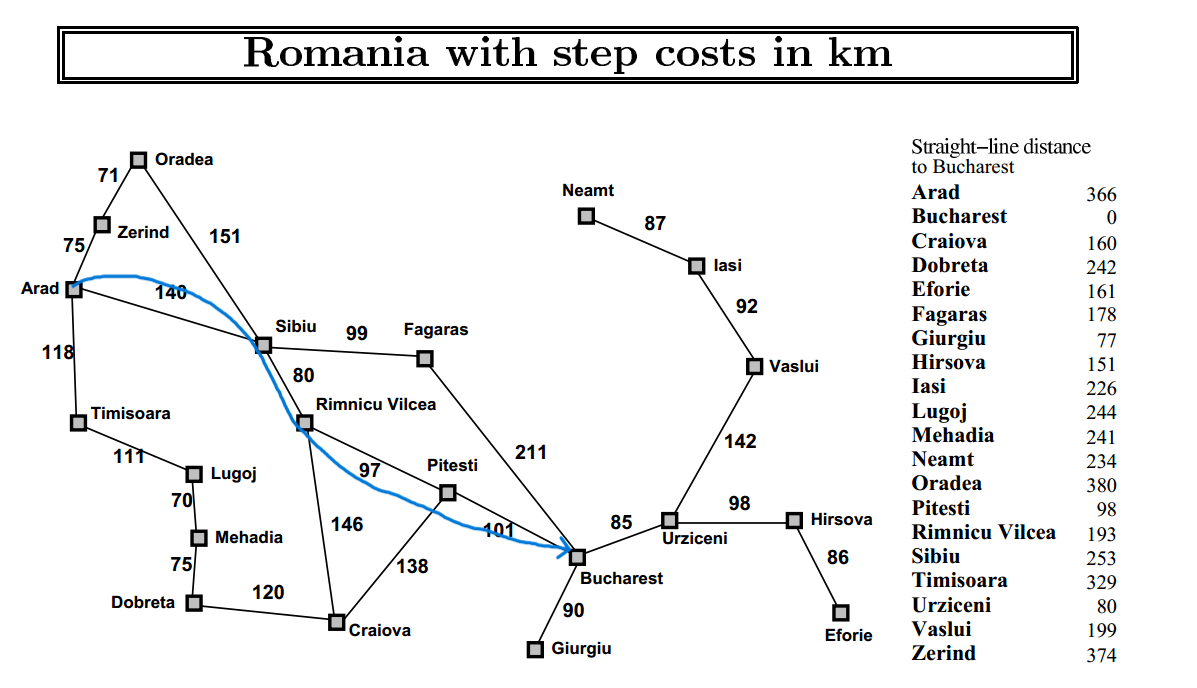 Romania with step costs in km
Oradea
71
Neamt
87
Zerind
151
75
Iasi
Arad
140
92
Sibiu
99
Fagaras
118
80
Vaslui
Rimnicu Vilcea
Timisoara
142
111
211
Lugoj
97
Pitesti
70
98
Hirsova
146
101
85
Urziceni
Mehadia
86
75
138
Bucharest
120
Dobreta
90
Craiova
Eforie
Giurgiu
Straight−line distance
to Bucharest
Arad 366
Bucharest 0
Craiova 160
Dobreta 242
Eforie 161
Fagaras 178
Giurgiu 77
Hirsova 151
Iasi 226
Lugoj 244
Mehadia 241
Neamt 234
Oradea 380
Pitesti 98
Rimnicu Vilcea 193
Sibiu 253
Timisoara 329
Urziceni 80
Vaslui 199
Zerind 374